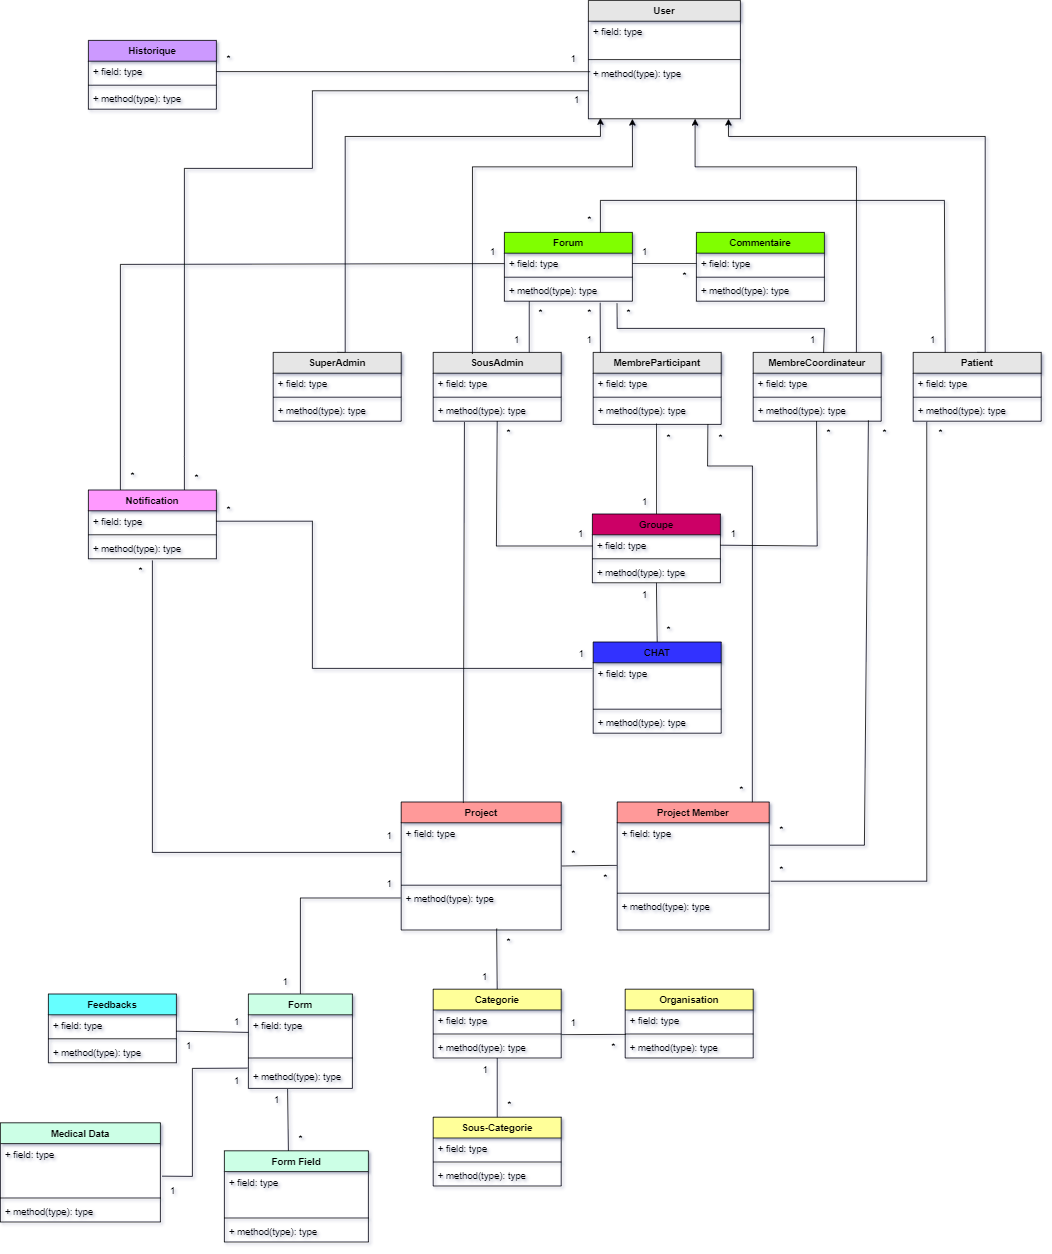 User
+ field: type
+ method(type): type
Historique
+ field: type
+ method(type): type
*
1
1
*
1
Forum
+ field: type
+ method(type): type
1
*
Commentaire
+ field: type
+ method(type): type
*
*
*
1
1
1
1
SuperAdmin
+ field: type
+ method(type): type
SousAdmin
+ field: type
+ method(type): type
MembreParticipant
+ field: type
+ method(type): type
MembreCoordinateur
+ field: type
+ method(type): type
Patient
+ field: type
+ method(type): type
*
*
*
*
*
*
*
*
Notification
+ field: type
+ method(type): type
*
*
1
1
1
Groupe
+ field: type
+ method(type): type
1
*
1
CHAT
+ field: type
+ method(type): type
*
Project
+ field: type
+ method(type): type
1
1
*
*
Project Member
+ field: type
+ method(type): type
*
*
*
1
1
Feedbacks
+ field: type
+ method(type): type
1
1
Form
+ field: type
+ method(type): type
Categorie
+ field: type
+ method(type): type
1
*
Organisation
+ field: type
+ method(type): type
1
1
1
*
*
Medical Data
+ field: type
+ method(type): type
1
Form Field
+ field: type
+ method(type): type
Sous-Categorie
+ field: type
+ method(type): type